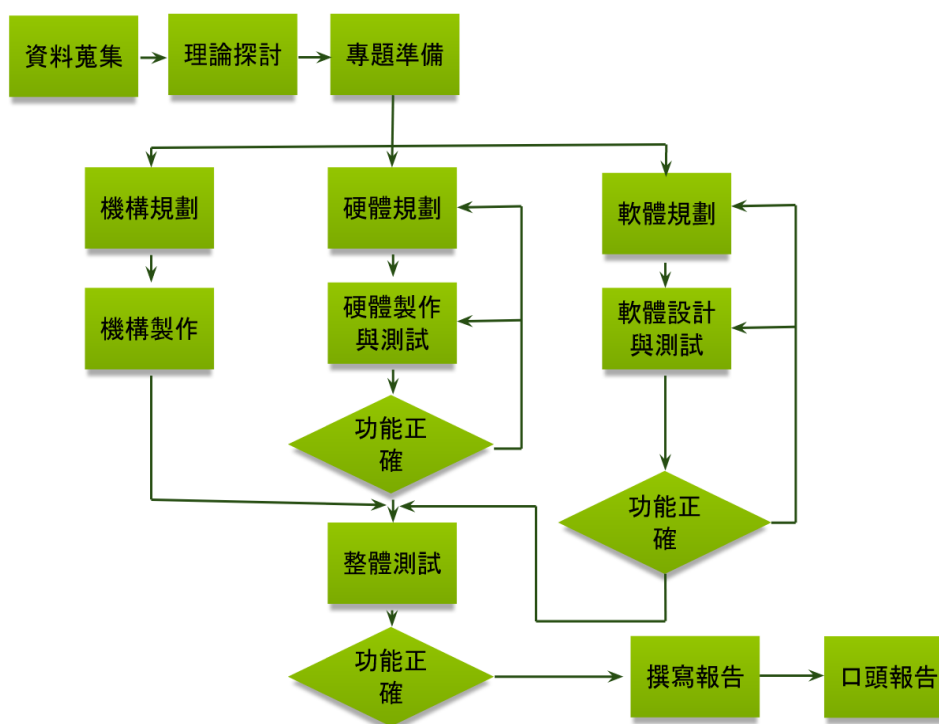 資料蒐集
理論探討
專題準備
機構規劃
硬體規劃
軟體規劃
機構製作
硬體製作
與測試
軟體設計
與測試
功能正
確
功能正
確
整體測試
功能正
確
撰寫報告
口頭報告